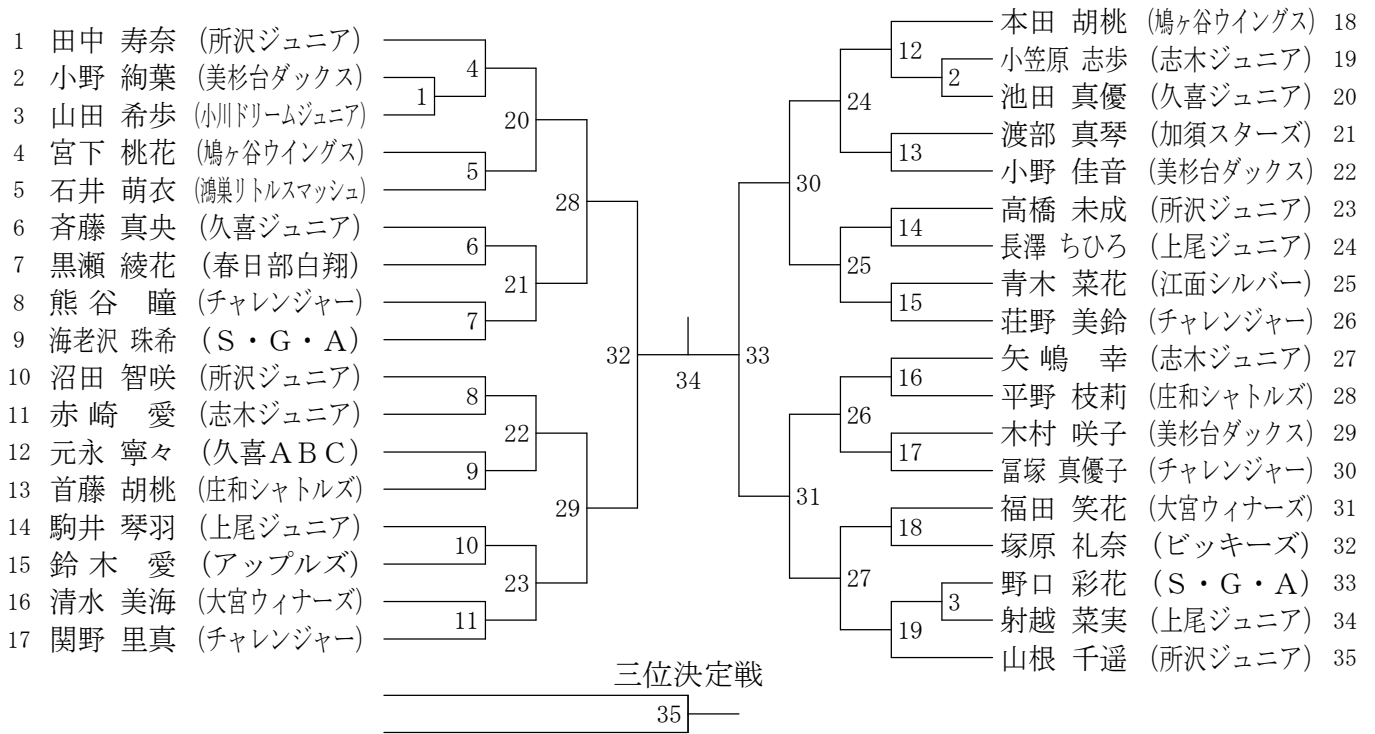 1 田中 寿奈 (所沢ジュニア)
2 小野 絢葉 (美杉台ダックス)
3 山田 希歩 (小川ドリームジュニア)
4 宮下 桃花 (鳩ヶ谷ウイングス)
5 石井 萌衣 (鴻巣リトルスマッシュ)
6 斉藤 真央 (久喜ジュニア)
7 黒瀬 綾花 (春日部白翔)
8 熊谷 瞳 (チャレンジャー)
9 海老沢 珠希 (S・G・A)
10 沼田 智咲 (所沢ジュニア)
11 赤崎 愛 (志木ジュニア)
12 元永 寧々 (久喜ABC)
13 首藤 胡桃 (庄和シャトルズ)
14 駒井 琴羽 (上尾ジュニア)
15 鈴木 愛 (アップルズ)
16 清水 美海 (大宮ウィナーズ)
17 関野 里真 (チャレンジャー)
1
4
5
6
7
8
9
10
11
20
21
22
23
28
29
32
34
33
30
31
24
25
26
27
12
13
14
15
16
17
18
19
2
3
本田 胡桃 (鳩ヶ谷ウイングス) 18
小笠原 志歩 (志木ジュニア) 19
池田 真優 (久喜ジュニア) 20
渡部 真琴 (加須スターズ) 21
小野 佳音 (美杉台ダックス) 22
高橋 未成 (所沢ジュニア) 23
長澤 ちひろ (上尾ジュニア) 24
青木 菜花 (江面シルバー) 25
荘野 美鈴 (チャレンジャー) 26
矢嶋 幸 (志木ジュニア) 27
平野 枝莉 (庄和シャトルズ) 28
木村 咲子 (美杉台ダックス) 29
冨塚 真優子 (チャレンジャー) 30
福田 笑花 (大宮ウィナーズ) 31
塚原 礼奈 (ビッキーズ) 32
野口 彩花 (S・G・A) 33
射越 菜実 (上尾ジュニア) 34
山根 千遥 (所沢ジュニア) 35
三位決定戦
35